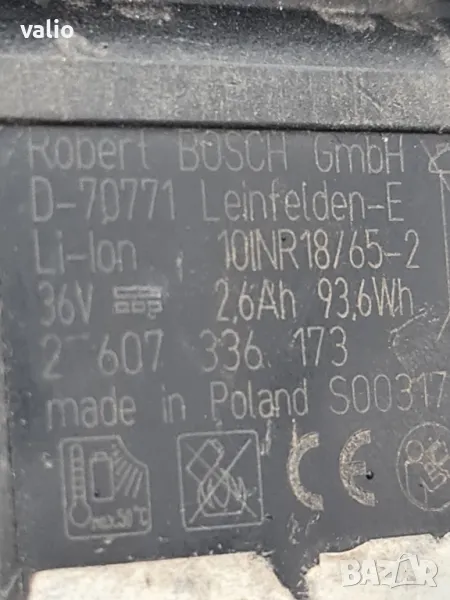 valio
Robert BOSCH GmbH
D-70771 Leinfelden-E
Li-Ion 10INR18/65-2
36V 2,6Ah 93,6Wh
2 607 336 173
made in Poland S00317
CE
max.50°C
BAZAR